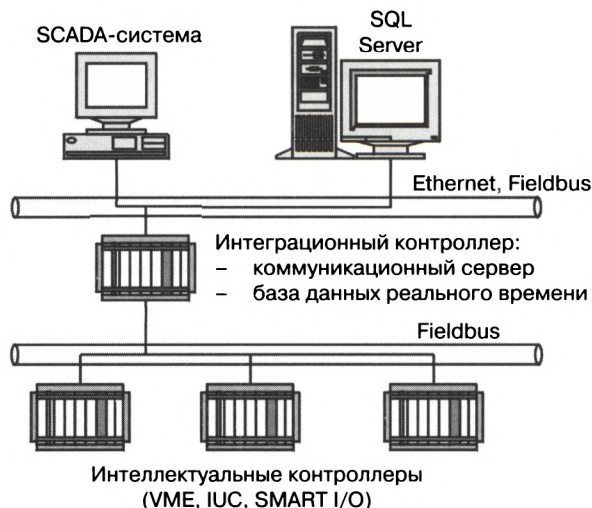 SCADA-система
SQL
Server
Ethernet, Fieldbus
Интеграционный контроллер:
– коммуникационный сервер
– база данных реального времени
Fieldbus
Интеллектуальные контроллеры
(VME, IUC, SMART I/O)